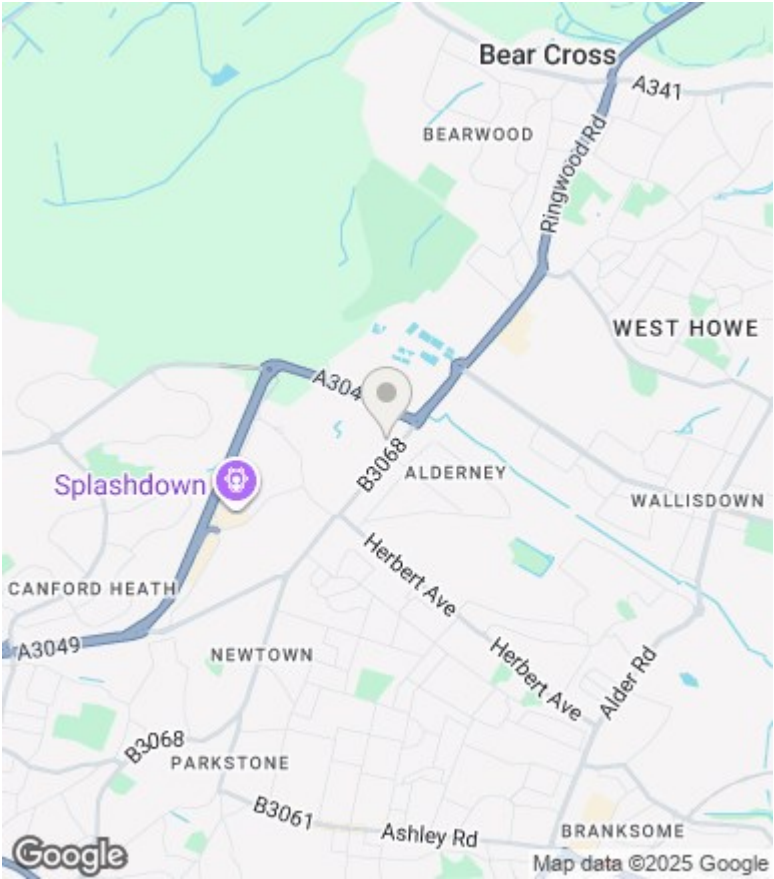 Bear Cross
A341
BEARWOOD
Ringwood Rd
WEST HOWE
A304
B3068
ALDERNEY
Splashdown
WALLISDOWN
Herbert Ave
CANFORD HEATH
A3049
NEWTOWN
Herbert Ave
Alder Rd
B3068
PARKSTONE
B3061
Ashley Rd
BRANKSOME
Google
Map data ©2025 Google